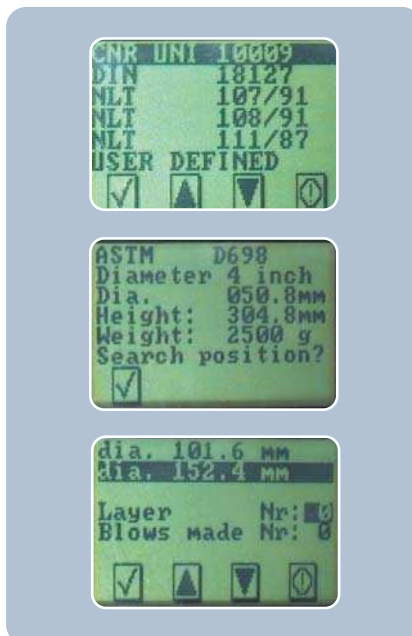 CNR UNI 10009
DIN 18127
NLT 107/91
NLT 108/91
NLT 111/87
USER DEFINED
ASTM D698
Diameter 4 inch
Dia. 050.8mm
Height: 304.8mm
Weight: 2500 g
Search position?
dia. 101.6 mm
dia. 152.4 mm
Layer Nr:
Blows made Nr: 0